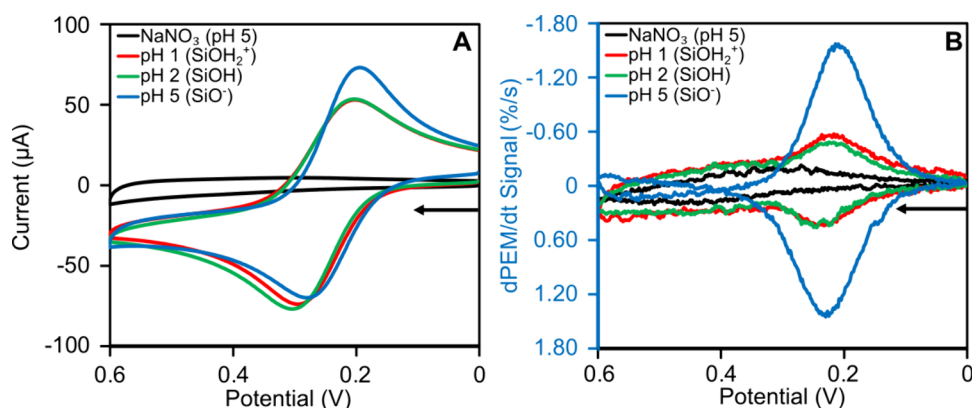 A
NaNO₃ (pH 5)
pH 1 (SiOH₂⁺)
pH 2 (SiOH)
pH 5 (SiO⁻)
100
50
0
-50
-100
Current (µA)
0.6
0.4
0.2
0
Potential (V)
B
NaNO₃ (pH 5)
pH 1 (SiOH₂⁺)
pH 2 (SiOH)
pH 5 (SiO⁻)
-1.80
-1.20
-0.60
0
0.60
1.20
1.80
dPEM/dt Signal (%/s)
0.6
0.4
0.2
0
Potential (V)